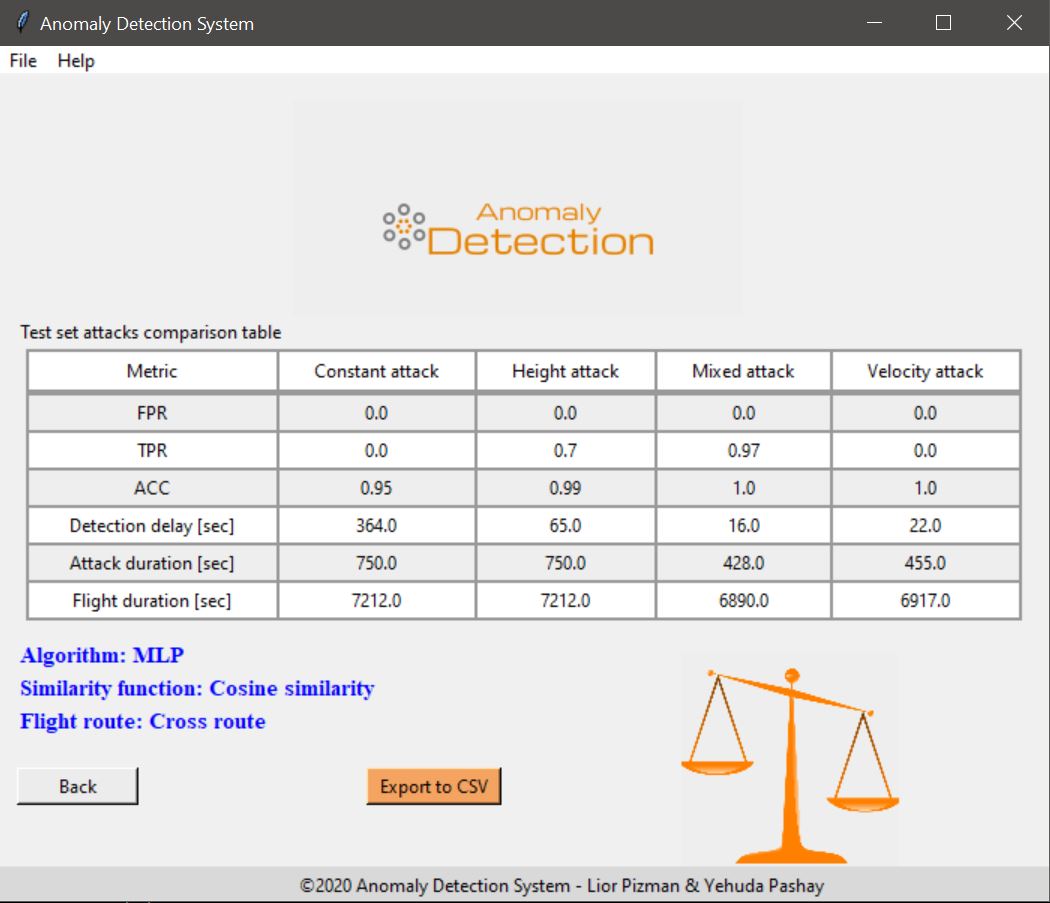 Anomaly Detection System
File Help
Anomaly
Detection
Test set attacks comparison table
Metric Constant attack Height attack Mixed attack Velocity attack
FPR 0.0 0.0 0.0 0.0
TPR 0.0 0.7 0.97 0.0
ACC 0.95 0.99 1.0 1.0
Detection delay [sec] 364.0 65.0 16.0 22.0
Attack duration [sec] 750.0 750.0 428.0 455.0
Flight duration [sec] 7212.0 7212.0 6890.0 6917.0
Algorithm: MLP
Similarity function: Cosine similarity
Flight route: Cross route
Back Export to CSV
©2020 Anomaly Detection System - Lior Pizman & Yehuda Pashay